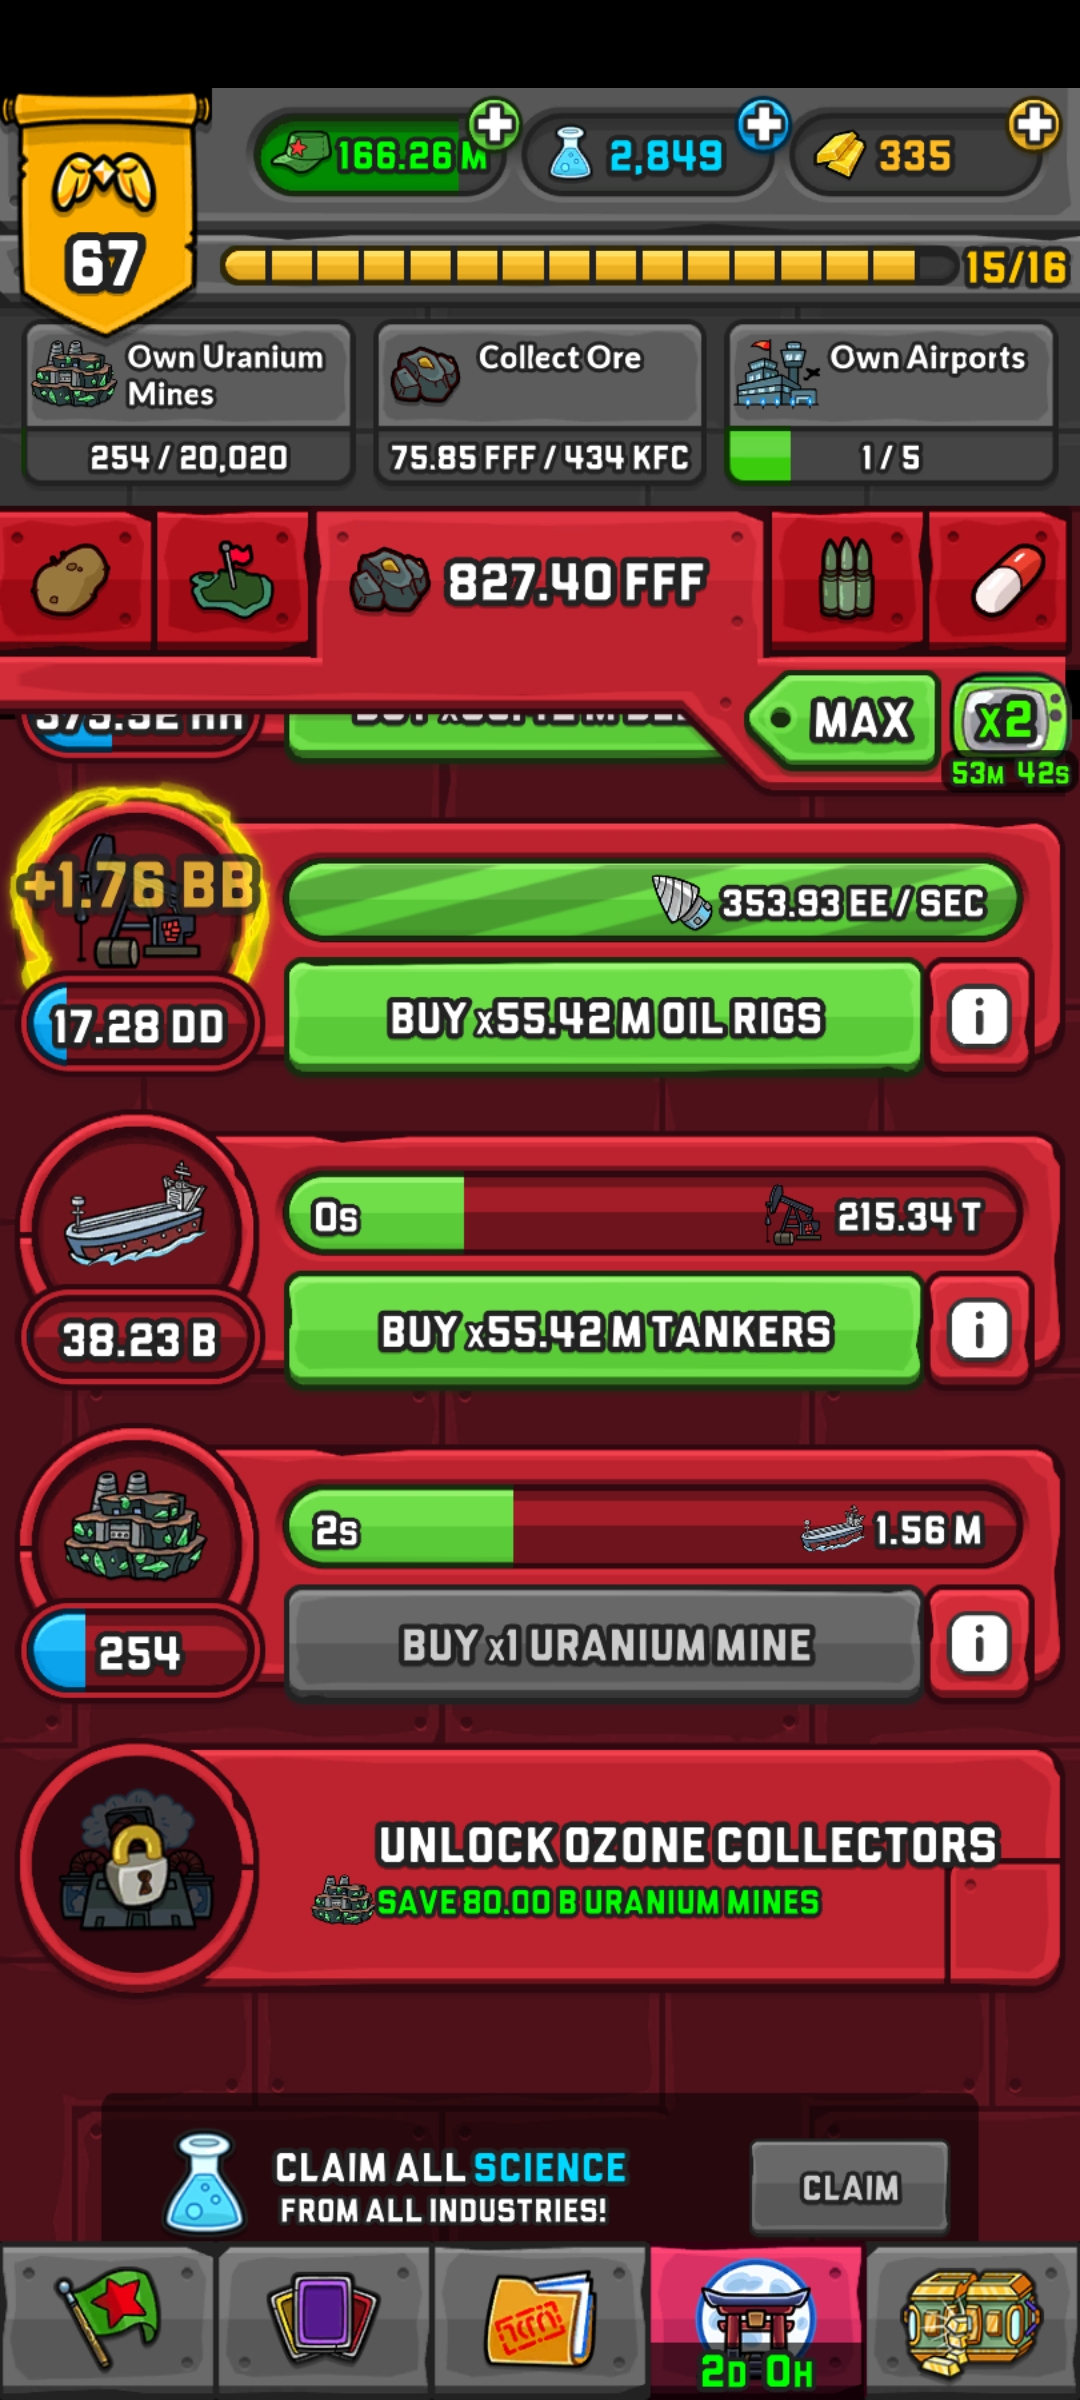 166.26 M
2,849
335
67
15/16
Own Uranium
Mines
254 / 20,020
Collect Ore
75.85 FFF / 434 KFC
Own Airports
1 / 5
827.40 FFF
MAX
x2
53M 42S
+1.76 BB
353.93 EE / SEC
17.28 DD
BUY x55.42 M OIL RIGS
i
0s
215.34 T
38.23 B
BUY x55.42 M TANKERS
i
2s
1.56 M
254
BUY x1 URANIUM MINE
i
UNLOCK OZONE COLLECTORS
SAVE 80.00 B URANIUM MINES
CLAIM ALL SCIENCE
FROM ALL INDUSTRIES!
CLAIM
2D 0H